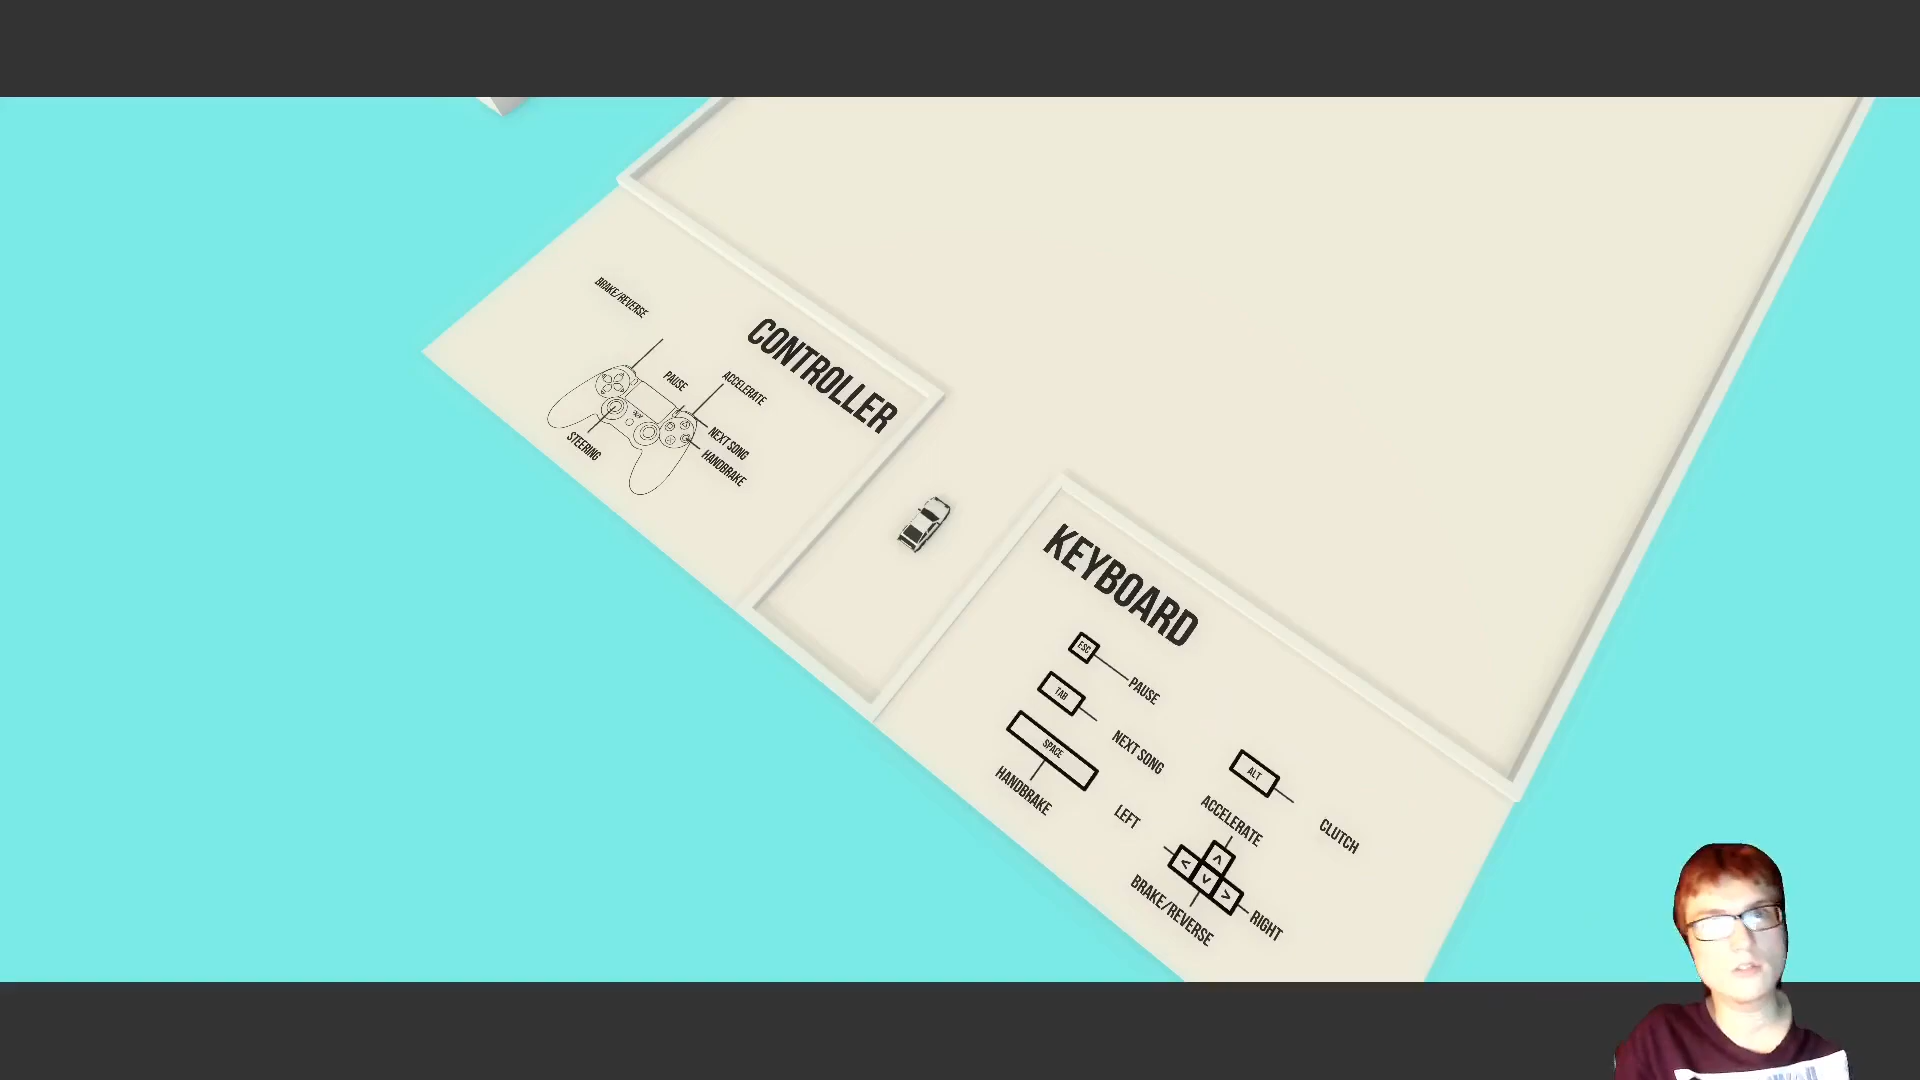 CONTROLLER
BRAKE/REVERSE
PAUSE
ACCELERATE
NEXT SONG
HANDBRAKE
STEERING
KEYBOARD
ESC
PAUSE
TAB
NEXT SONG
SPACE
HANDBRAKE
ALT
CLUTCH
LEFT
ACCELERATE
< ^ v >
BRAKE/REVERSE
RIGHT